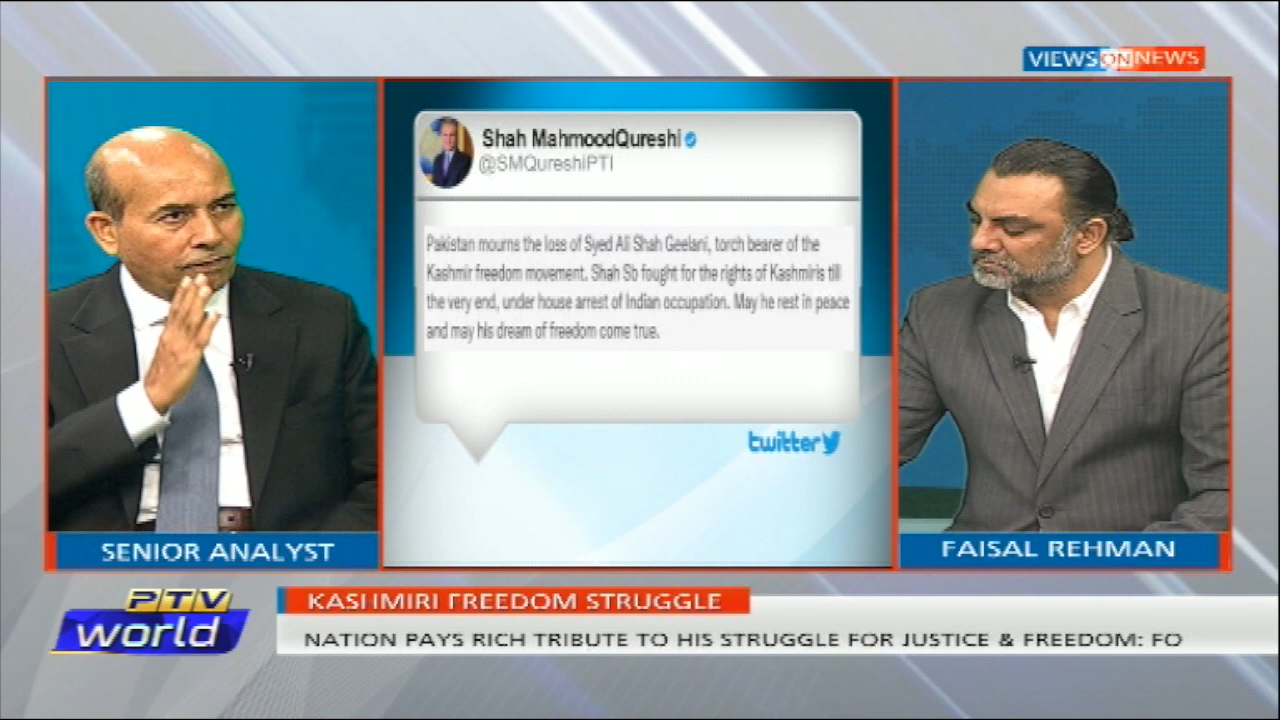 VIEWS ON NEWS
Shah MahmoodQureshi
@SMQureshiPTI
Pakistan mourns the loss of Syed Ali Shah Geelani, torch bearer of the
Kashmir freedom movement. Shah Sb fought for the rights of Kashmiris till
the very end, under house arrest of Indian occupation. May he rest in peace
and may his dream of freedom come true.
twitter
SENIOR ANALYST
FAISAL REHMAN
PTV
world
KASHMIRI FREEDOM STRUGGLE
NATION PAYS RICH TRIBUTE TO HIS STRUGGLE FOR JUSTICE & FREEDOM: FO